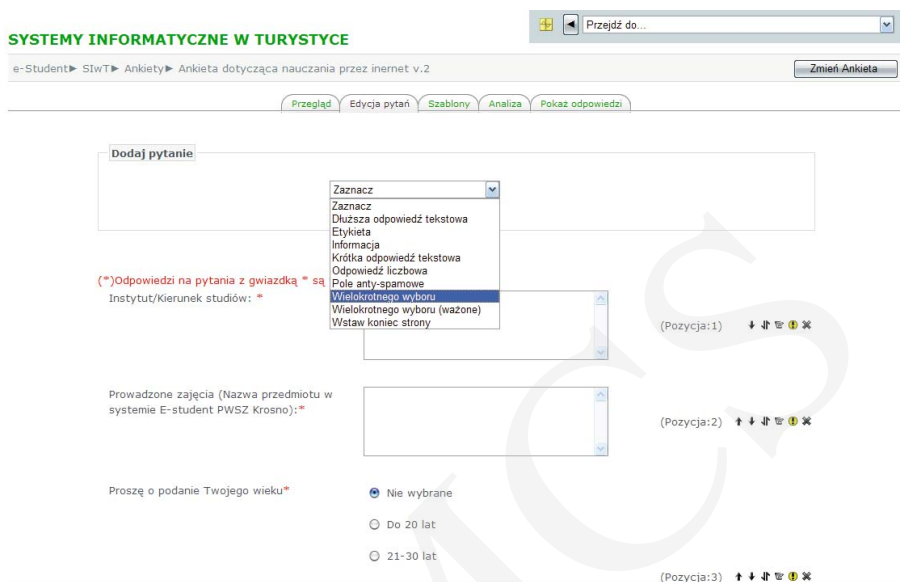 Przejdź do...
SYSTEMY INFORMATYCZNE W TURYSTYCE
e-Student► SIwT► Ankiety► Ankieta dotycząca nauczania przez inernet v.2
Zmień Ankieta
Przegląd Edycja pytań Szablony Analiza Pokaż odpowiedzi
Dodaj pytanie
Zaznacz
Zaznacz
Dłuższa odpowiedź tekstowa
Etykieta
Informacja
Krótka odpowiedź tekstowa
Odpowiedź liczbowa
Pole anty-spamowe
Wielokrotnego wyboru
Wielokrotnego wyboru (ważone)
Wstaw koniec strony
(*)Odpowiedzi na pytania z gwiazdką * są
Instytut/Kierunek studiów: *
(Pozycja:1)
Prowadzone zajęcia (Nazwa przedmiotu w
systemie E-student PWSZ Krosno):*
(Pozycja:2)
Proszę o podanie Twojego wieku*
Nie wybrane
Do 20 lat
21-30 lat
(Pozycja:3)
MCS